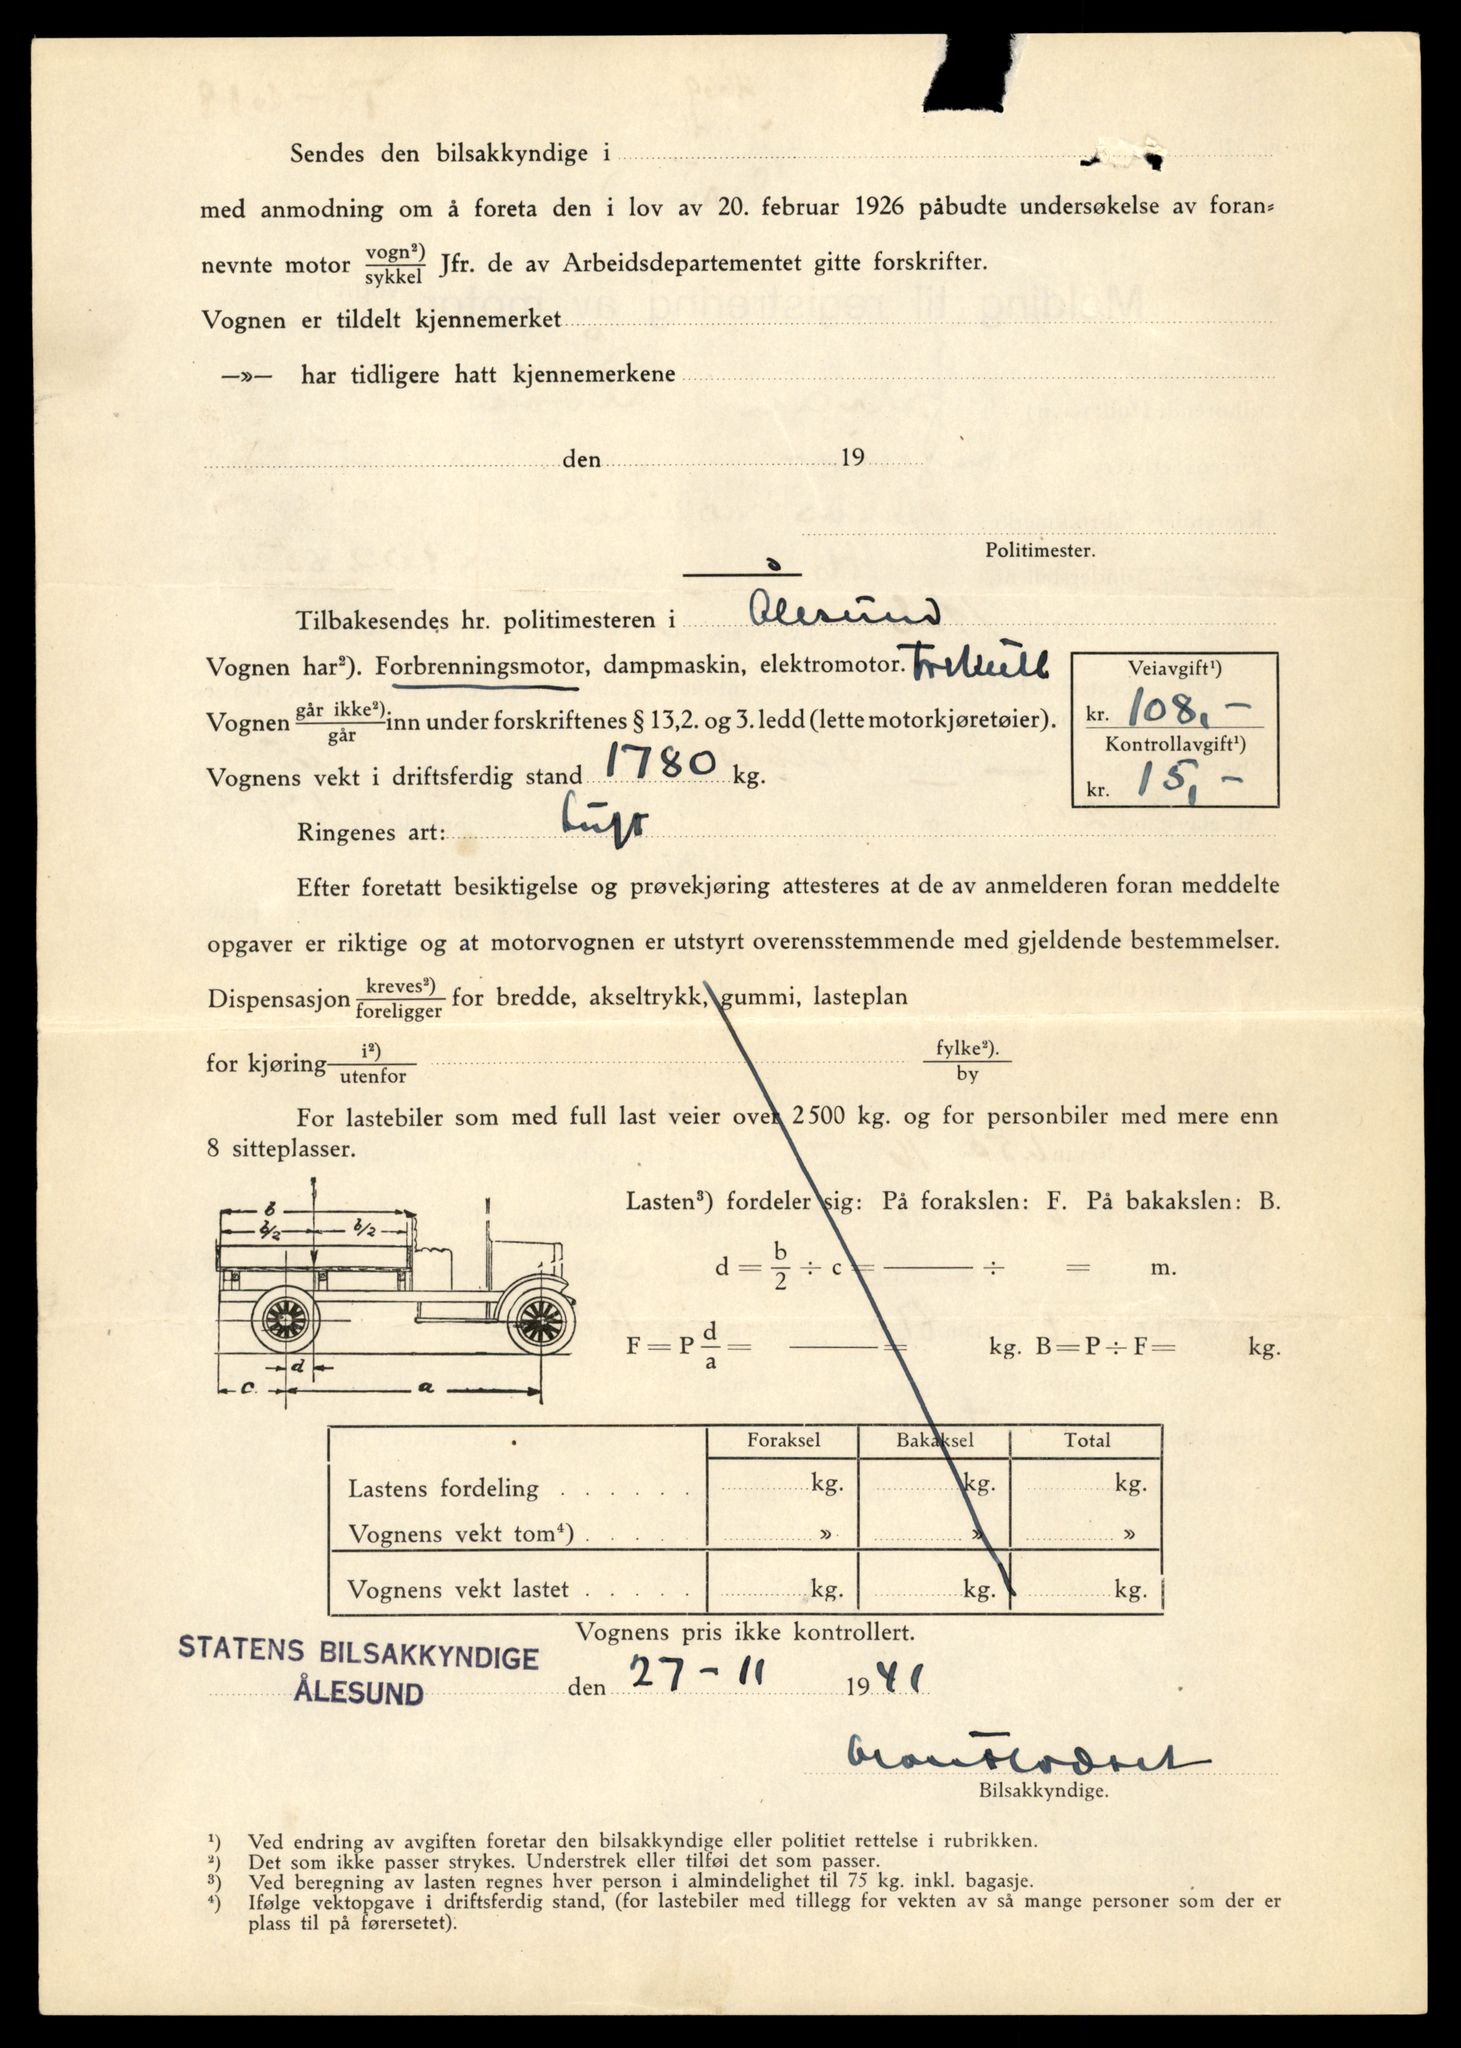 Sendes den bilsakkyndige i
med anmodning om å foreta den i lov av 20. februar 1926 påbudte undersøkelse av foran=
nevnte motor vogn²)/sykkel Jfr. de av Arbeidsdepartementet gitte forskrifter.
Vognen er tildelt kjennemerket
—»— har tidligere hatt kjennemerkene
den 19
Politimester.
Tilbakesendes hr. politimesteren i Ålesund
Vognen har²). Forbrenningsmotor, dampmaskin, elektromotor. Trekull
Veiavgift¹)
kr. 108,-
Vognen går ikke²)/går inn under forskriftenes § 13,2. og 3. ledd (lette motorkjøretøier).
Kontrollavgift¹)
kr. 15,-
Vognens vekt i driftsferdig stand 1780 kg.
Ringenes art: Luft
Efter foretatt besiktigelse og prøvekjøring attesteres at de av anmelderen foran meddelte
opgaver er riktige og at motorvognen er utstyrt overensstemmende med gjeldende bestemmelser.
Dispensasjon kreves²)/foreligger for bredde, akseltrykk, gummi, lasteplan
for kjøring i²)/utenfor fylke²)./by
For lastebiler som med full last veier over 2500 kg. og for personbiler med mere enn
8 sitteplasser.
b
b/2 b/2
d
c a
Lasten³) fordeler sig: På forakslen: F. På bakakslen: B.
d = b/2 ÷ c = ——— ÷ = m.
F = P d/a = ——— = kg. B = P ÷ F = kg.
Foraksel Bakaksel Total
Lastens fordeling . . . . . . kg. kg. kg.
Vognens vekt tom⁴) . . . . . » » »
Vognens vekt lastet . . . . . kg. kg. kg.
Vognens pris ikke kontrollert.
STATENS BILSAKKYNDIGE
ÅLESUND
den 27-11 1941
Bilsakkyndige.
¹) Ved endring av avgiften foretar den bilsakkyndige eller politiet rettelse i rubrikken.
²) Det som ikke passer strykes. Understrek eller tilføi det som passer.
³) Ved beregning av lasten regnes hver person i almindelighet til 75 kg. inkl. bagasje.
⁴) Ifølge vektopgave i driftsferdig stand, (for lastebiler med tillegg for vekten av så mange personer som der er
plass til på førersetet).